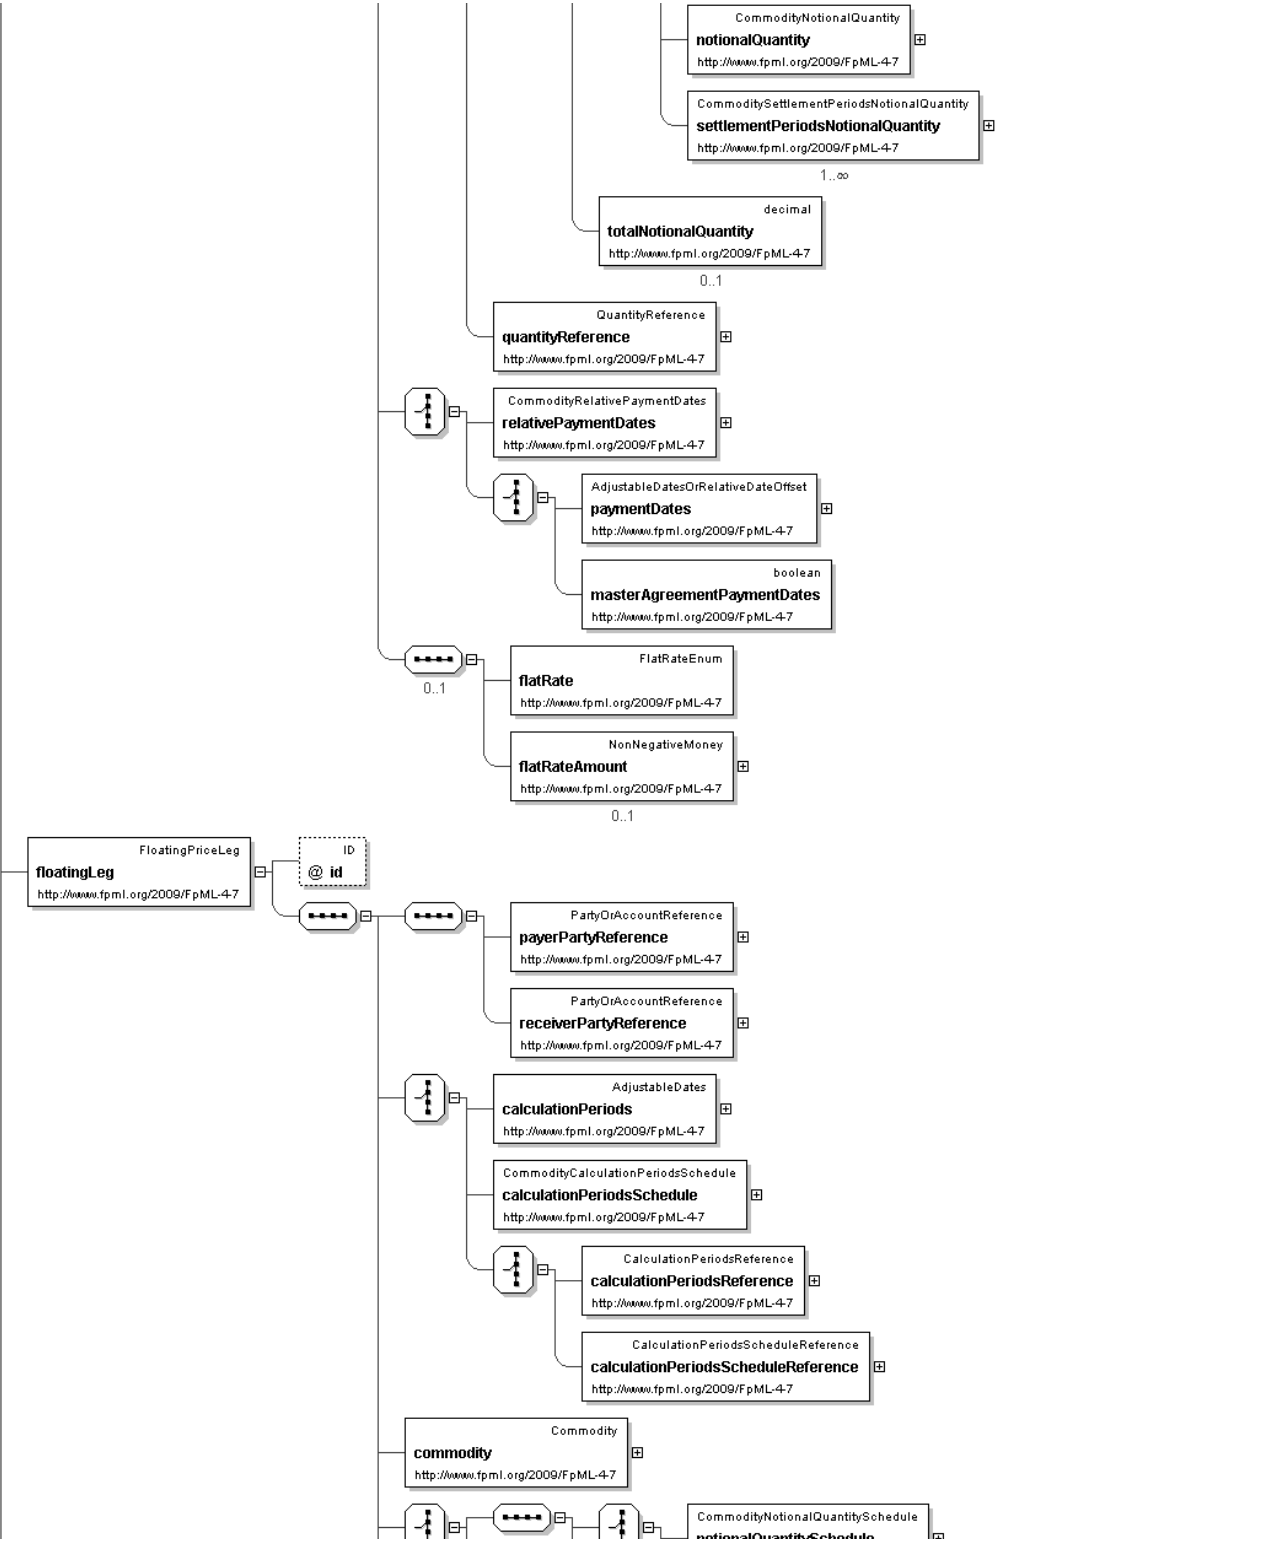 CommodityNotionalQuantity
notionalQuantity
http://www.fpml.org/2009/FpML-4-7
CommoditySettlementPeriodsNotionalQuantity
settlementPeriodsNotionalQuantity
http://www.fpml.org/2009/FpML-4-7
1..∞
decimal
totalNotionalQuantity
http://www.fpml.org/2009/FpML-4-7
0..1
QuantityReference
quantityReference
http://www.fpml.org/2009/FpML-4-7
CommodityRelativePaymentDates
relativePaymentDates
http://www.fpml.org/2009/FpML-4-7
AdjustableDatesOrRelativeDateOffset
paymentDates
http://www.fpml.org/2009/FpML-4-7
boolean
masterAgreementPaymentDates
http://www.fpml.org/2009/FpML-4-7
0..1
FlatRateEnum
flatRate
http://www.fpml.org/2009/FpML-4-7
NonNegativeMoney
flatRateAmount
http://www.fpml.org/2009/FpML-4-7
0..1
FloatingPriceLeg
floatingLeg
http://www.fpml.org/2009/FpML-4-7
ID
@ id
PartyOrAccountReference
payerPartyReference
http://www.fpml.org/2009/FpML-4-7
PartyOrAccountReference
receiverPartyReference
http://www.fpml.org/2009/FpML-4-7
AdjustableDates
calculationPeriods
http://www.fpml.org/2009/FpML-4-7
CommodityCalculationPeriodsSchedule
calculationPeriodsSchedule
http://www.fpml.org/2009/FpML-4-7
CalculationPeriodsReference
calculationPeriodsReference
http://www.fpml.org/2009/FpML-4-7
CalculationPeriodsScheduleReference
calculationPeriodsScheduleReference
http://www.fpml.org/2009/FpML-4-7
Commodity
commodity
http://www.fpml.org/2009/FpML-4-7
CommodityNotionalQuantitySchedule
notionalQuantitySchedule